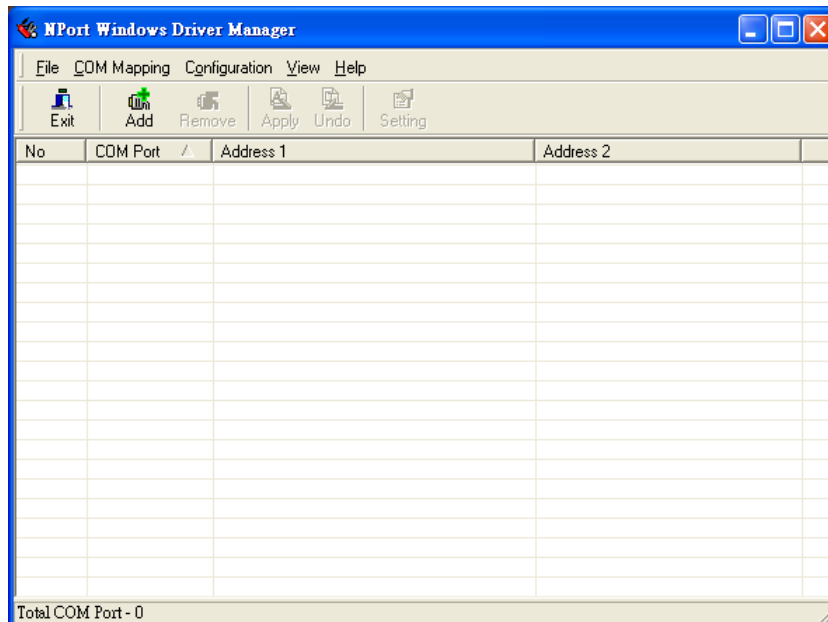 NPort Windows Driver Manager
File COM Mapping Configuration View Help
Exit Add Remove Apply Undo Setting
No COM Port Address 1 Address 2
Total COM Port - 0